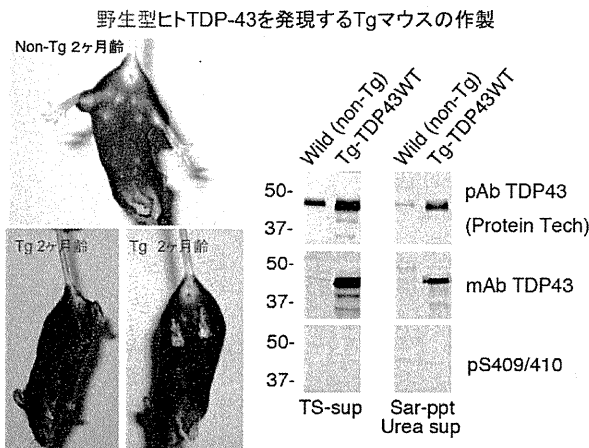 野生型ヒトTDP-43を発現するTgマウスの作製
Non-Tg 2ヶ月齢
Tg 2ヶ月齢
Tg 2ヶ月齢
Wild (non-Tg)
Tg-TDP43WT
Wild (non-Tg)
Tg-TDP43WT
50-
37-
pAb TDP43
(Protein Tech)
50-
37-
mAb TDP43
50-
37-
pS409/410
TS-sup
Sar-ppt
Urea sup